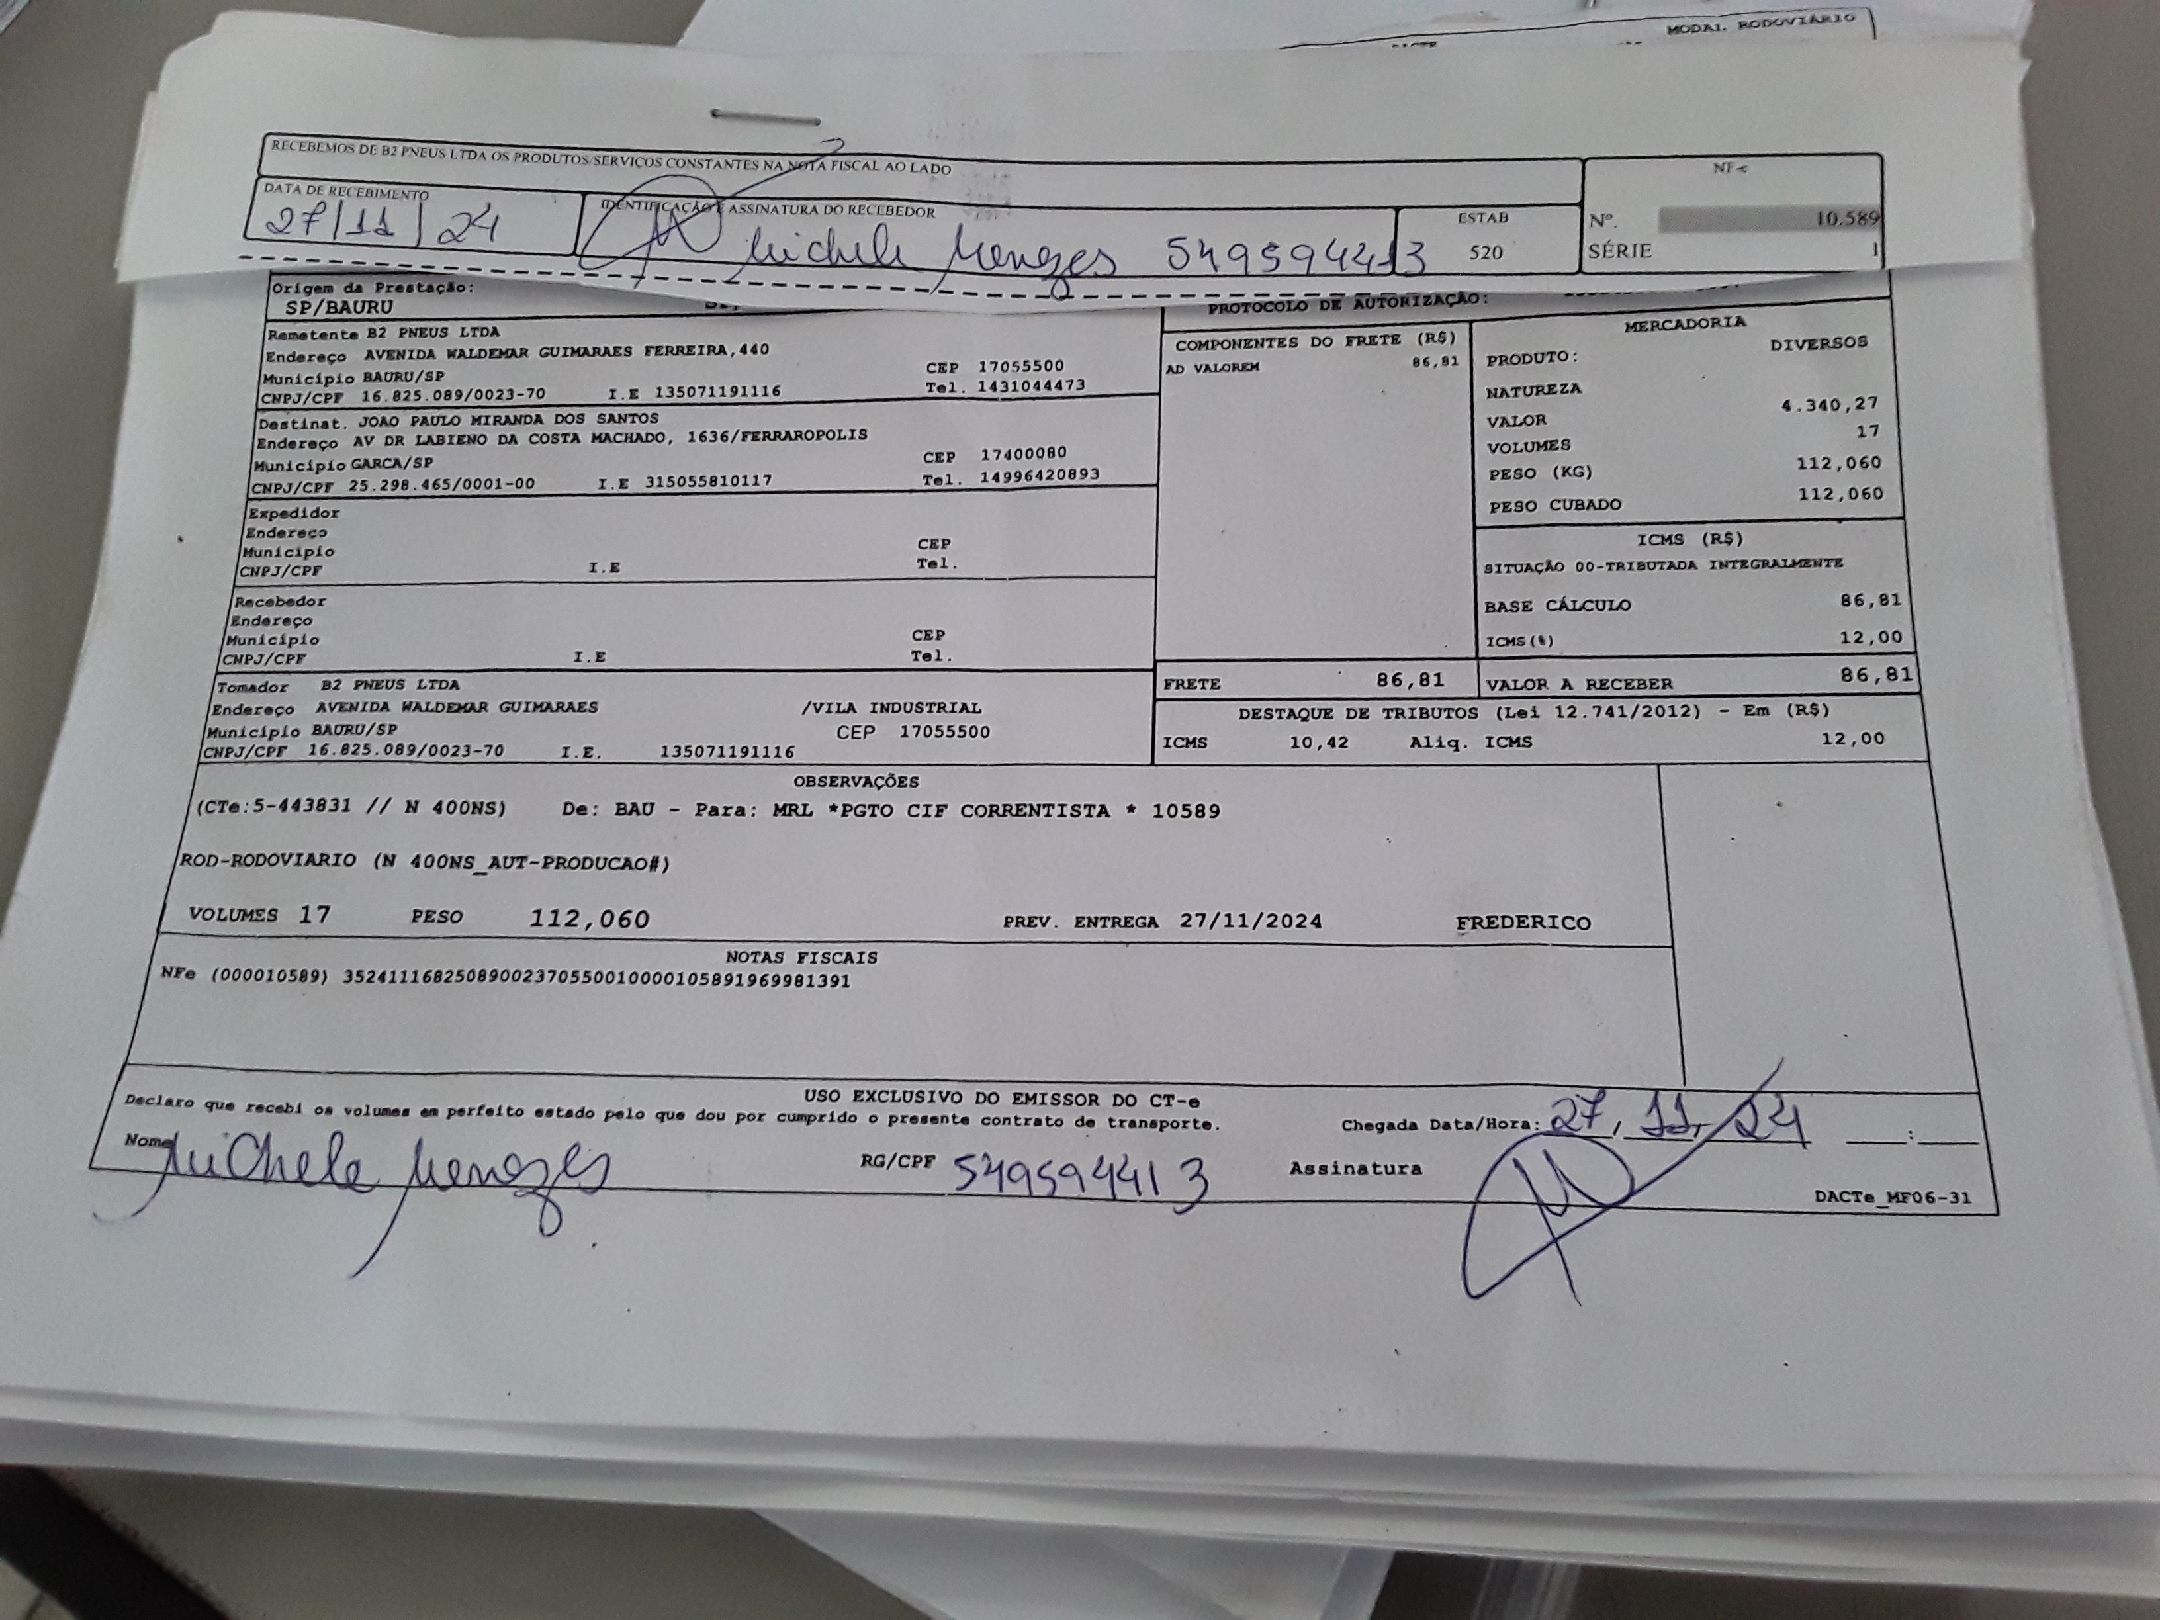 MODAL RODOVIÁRIO
RECEBEMOS DE B2 PNEUS LTDA OS PRODUTOS/SERVIÇOS CONSTANTES NA NOTA FISCAL AO LADO
NF-e
DATA DE RECEBIMENTO
27/11/24
IDENTIFICAÇÃO E ASSINATURA DO RECEBEDOR
Michele Menezes 549594413
ESTAB
520
Nº. 10.589
SÉRIE 1
Origem da Prestação:
SP/BAURU
PROTOCOLO DE AUTORIZAÇÃO:
Remetente B2 PNEUS LTDA
Endereço AVENIDA WALDEMAR GUIMARAES FERREIRA,440
Município BAURU/SP CEP 17055500
CNPJ/CPF 16.825.089/0023-70 I.E 135071191116 Tel. 1431044473
Destinat. JOAO PAULO MIRANDA DOS SANTOS
Endereço AV DR LABIENO DA COSTA MACHADO, 1636/FERRAROPOLIS
Município GARCA/SP CEP 17400080
CNPJ/CPF 25.298.465/0001-00 I.E 315055810117 Tel. 14996420893
Expedidor
Endereço
Município CEP
CNPJ/CPF I.E Tel.
Recebedor
Endereço
Município CEP
CNPJ/CPF I.E Tel.
Tomador B2 PNEUS LTDA
Endereço AVENIDA WALDEMAR GUIMARAES /VILA INDUSTRIAL
Município BAURU/SP CEP 17055500
CNPJ/CPF 16.825.089/0023-70 I.E. 135071191116
COMPONENTES DO FRETE (R$)
AD VALOREM 86,81
MERCADORIA
PRODUTO: DIVERSOS
NATUREZA
VALOR 4.340,27
VOLUMES 17
PESO (KG) 112,060
PESO CUBADO 112,060
ICMS (R$)
SITUAÇÃO 00-TRIBUTADA INTEGRALMENTE
BASE CÁLCULO 86,81
ICMS(%) 12,00
FRETE 86,81 VALOR A RECEBER 86,81
DESTAQUE DE TRIBUTOS (Lei 12.741/2012) - Em (R$)
ICMS 10,42 Aliq. ICMS 12,00
OBSERVAÇÕES
(CTe:5-443831 // N 400NS) De: BAU - Para: MRL *PGTO CIF CORRENTISTA * 10589
ROD-RODOVIARIO (N 400NS_AUT-PRODUCAO#)
VOLUMES 17 PESO 112,060 PREV. ENTREGA 27/11/2024 FREDERICO
NOTAS FISCAIS
NFe (000010589) 35241116825089002370550010000105891969981391
USO EXCLUSIVO DO EMISSOR DO CT-e
Declaro que recebi os volumes em perfeito estado pelo que dou por cumprido o presente contrato de transporte.
Chegada Data/Hora: 27, 11, 24 ____:____
Nome Michele Menezes RG/CPF 549594413 Assinatura
DACTe_MF06-31